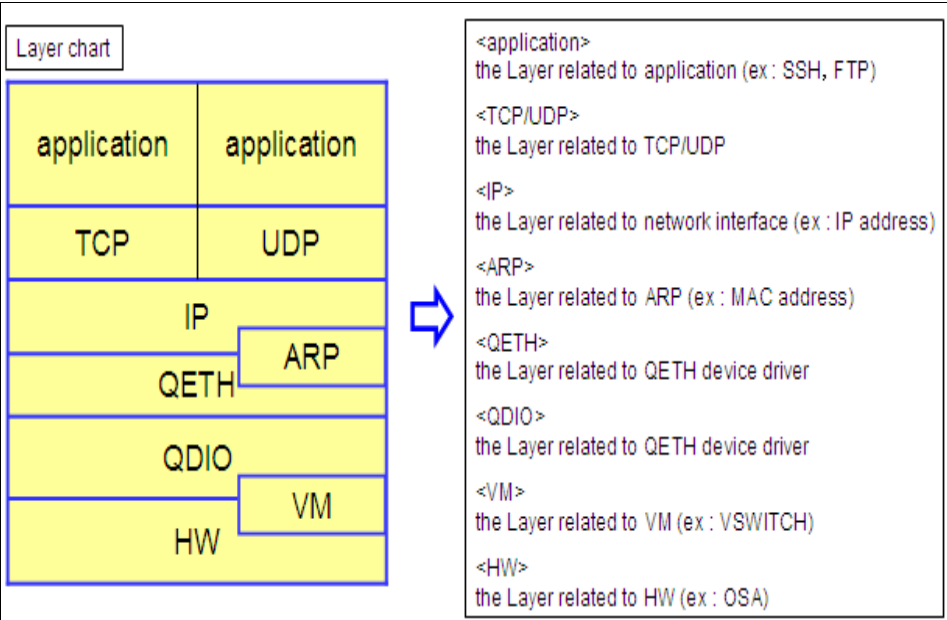 Layer chart
application
application
TCP
UDP
IP
ARP
QETH
QDIO
VM
HW
<application>
the Layer related to application (ex : SSH, FTP)
<TCP/UDP>
the Layer related to TCP/UDP
<IP>
the Layer related to network interface (ex : IP address)
<ARP>
the Layer related to ARP (ex : MAC address)
<QETH>
the Layer related to QETH device driver
<QDIO>
the Layer related to QETH device driver
<VM>
the Layer related to VM (ex : VSWITCH)
<HW>
the Layer related to HW (ex : OSA)